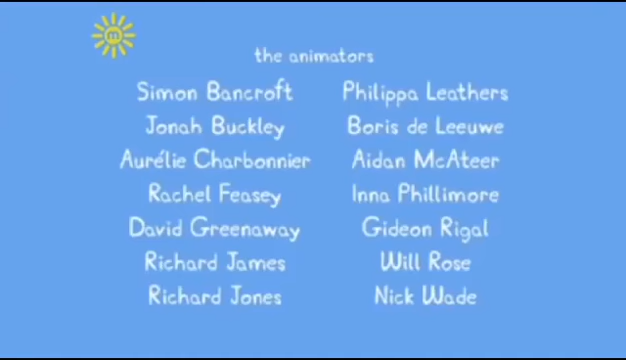 m
the animators
Simon Bancroft
Philippa Leathers
Jonah Buckley
Boris de Leeuwe
Aurélie Charbonnier
Aidan McAteer
Rachel Feasey
Inna Phillimore
David Greenaway
Gideon Rigal
Richard James
Will Rose
Richard Jones
Nick Wade